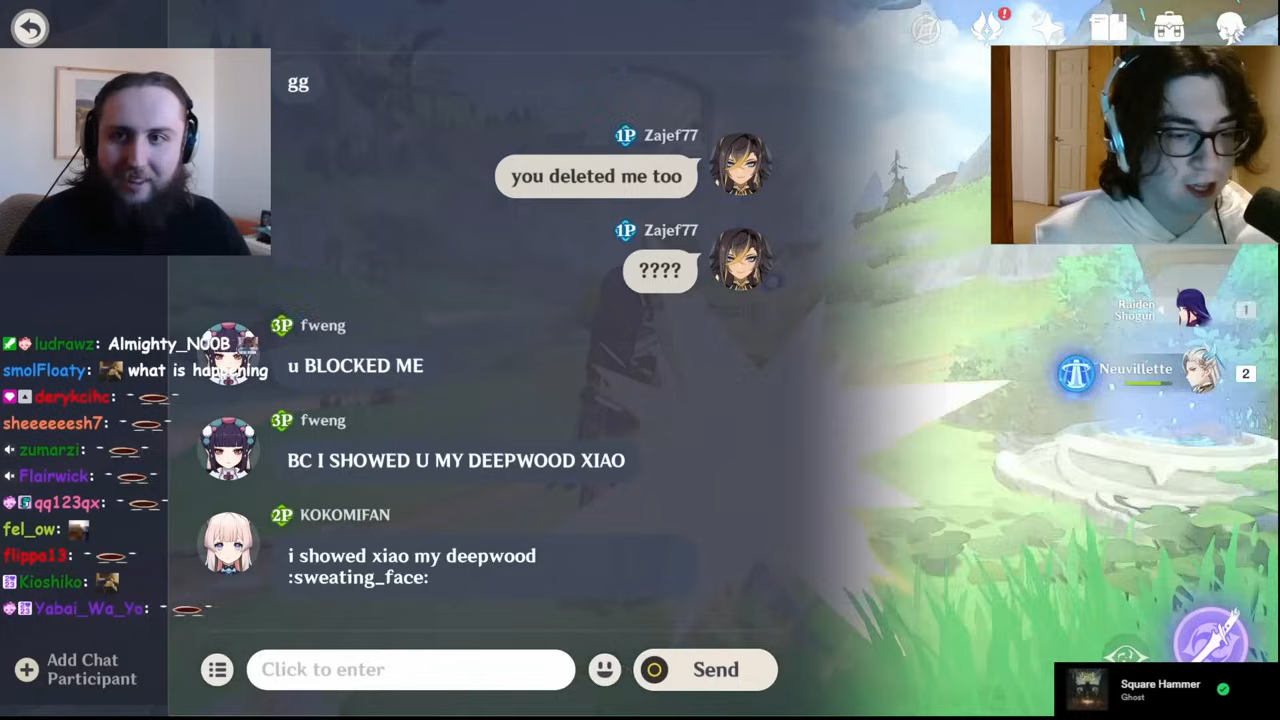 gg
1P Zajef77
you deleted me too
1P Zajef77
????
3P fweng
u BLOCKED ME
3P fweng
BC I SHOWED U MY DEEPWOOD XIAO
2P KOKOMIFAN
i showed xiao my deepwood
:sweating_face:
ludrawz: Almighty_N00B
smolFloaty: what is happening
derykcihc:
sheeeeeesh7:
zumarzi:
Flairwick:
qq123qx:
fel_ow:
flippa13:
Kioshiko:
Yabai_Wa_Yo:
Add Chat
Participant
Click to enter
Send
Raiden
Shogun
1
Neuvillette
2
Square Hammer
Ghost